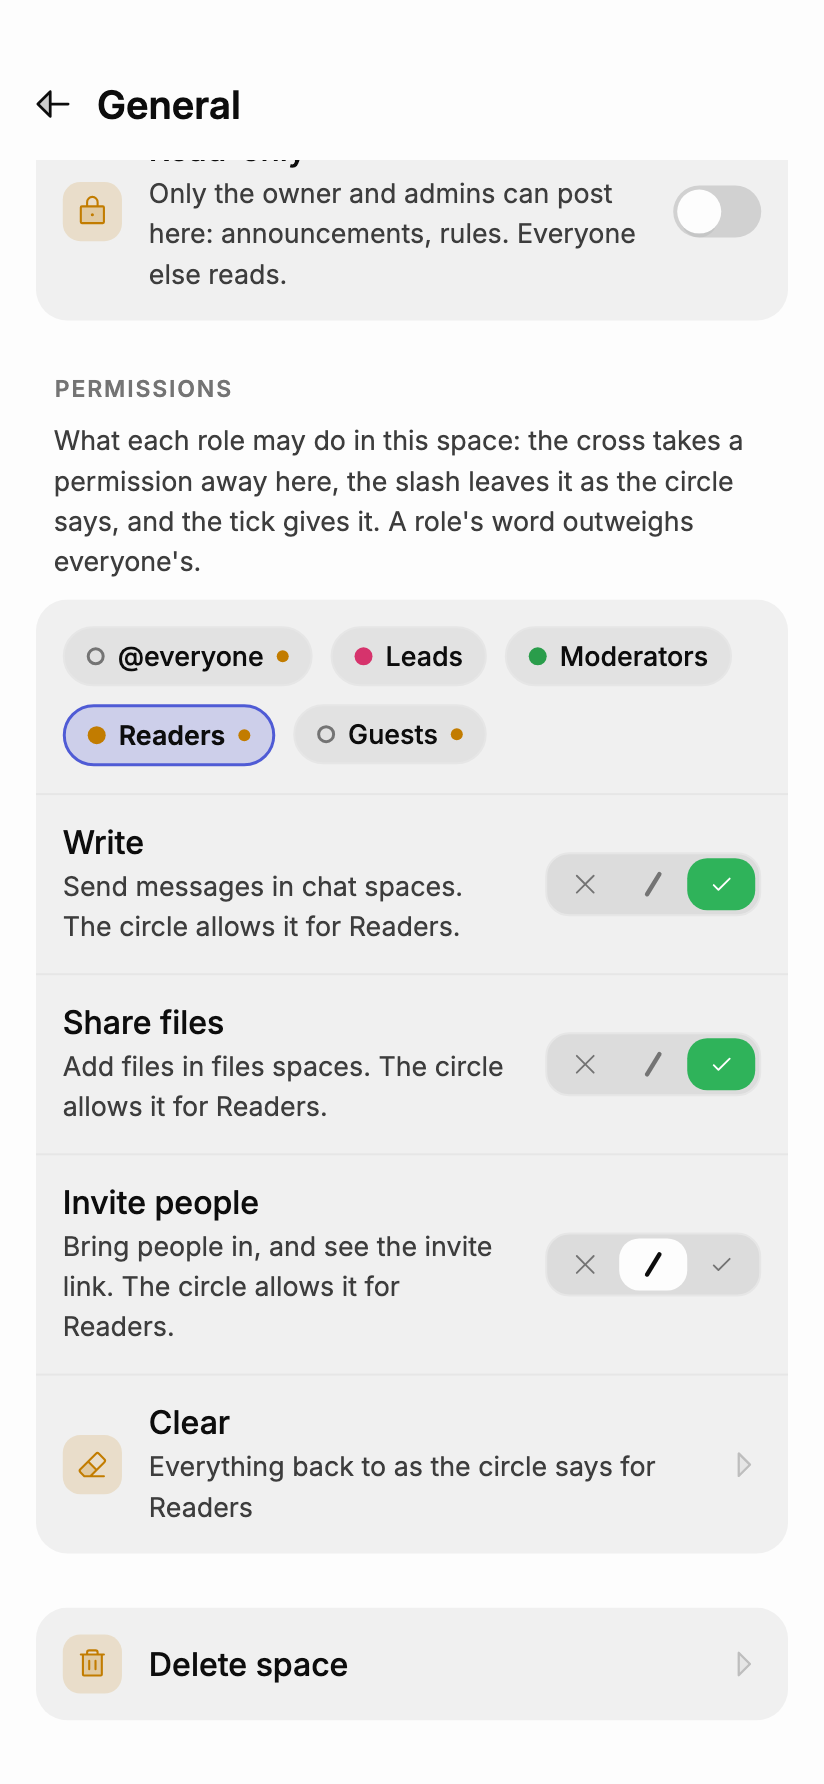 General
Read-only
Only the owner and admins can post
here: announcements, rules. Everyone
else reads.
PERMISSIONS
What each role may do in this space: the cross takes a
permission away here, the slash leaves it as the circle
says, and the tick gives it. A role's word outweighs
everyone's.
@everyone
Leads
Moderators
Readers
Guests
Write
Send messages in chat spaces.
The circle allows it for Readers.
Share files
Add files in files spaces. The circle
allows it for Readers.
Invite people
Bring people in, and see the invite
link. The circle allows it for
Readers.
Clear
Everything back to as the circle says for
Readers
Delete space